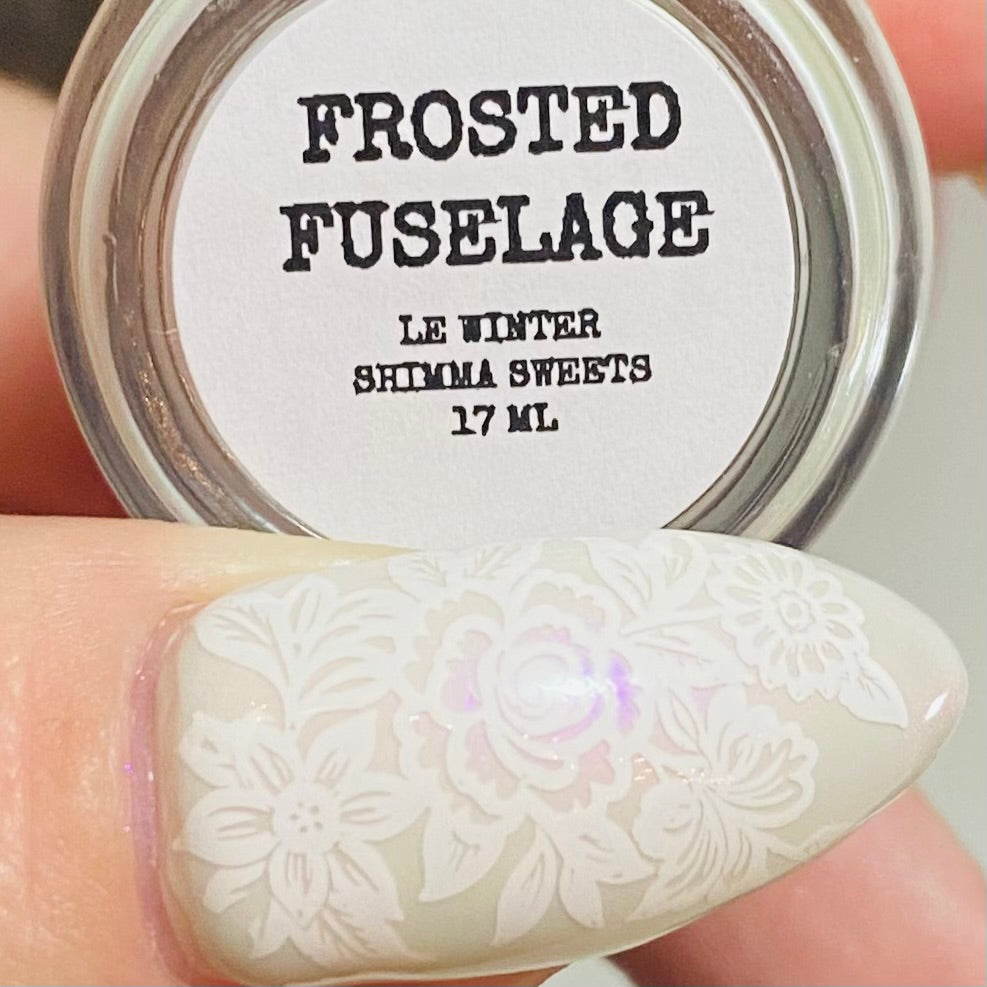 FROSTED
FUSELAGE
LE WINTER
SHIMMA SWEETS
17 ML